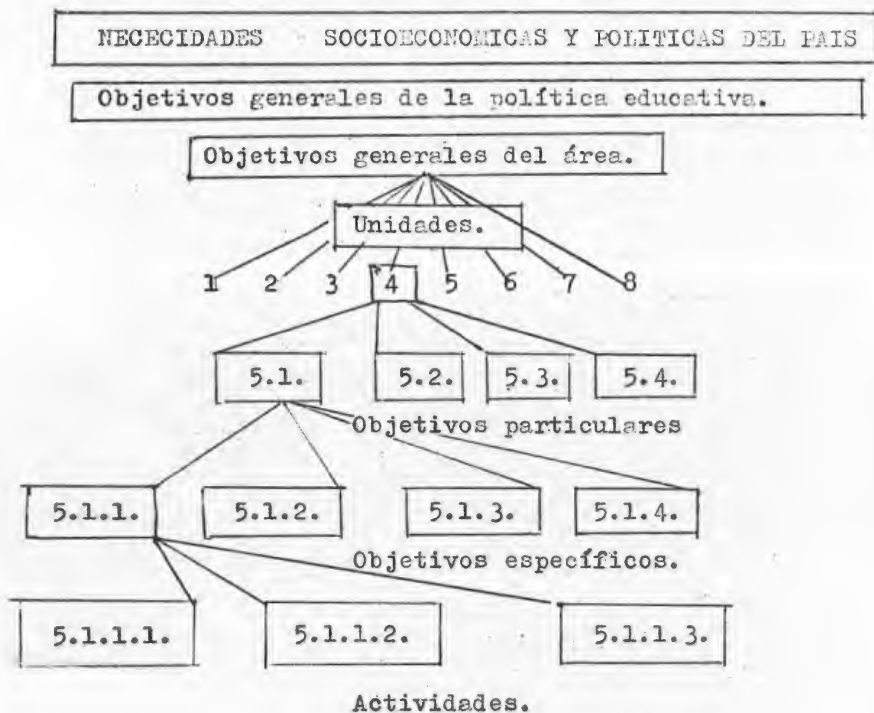 NECECIDADES SOCIOECONOMICAS Y POLITICAS DEL PAIS
Objetivos generales de la política educativa.
Objetivos generales del área.
Unidades.
1 2 3 4 5 6 7 8
5.1. 5.2. 5.3. 5.4.
Objetivos particulares
5.1.1. 5.1.2. 5.1.3. 5.1.4.
Objetivos específicos.
5.1.1.1. 5.1.1.2. 5.1.1.3.
Actividades.